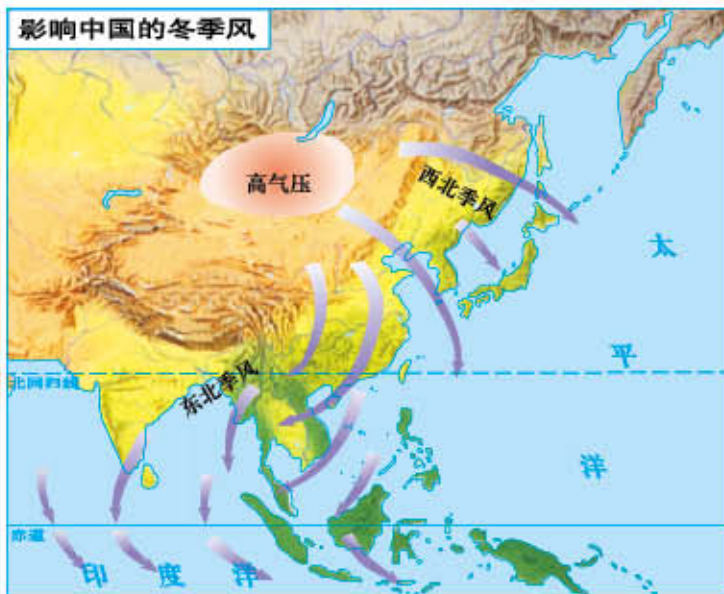 影响中国的冬季风
高气压
西北季风
太
平
洋
北回归线
东北季风
赤道
印度洋